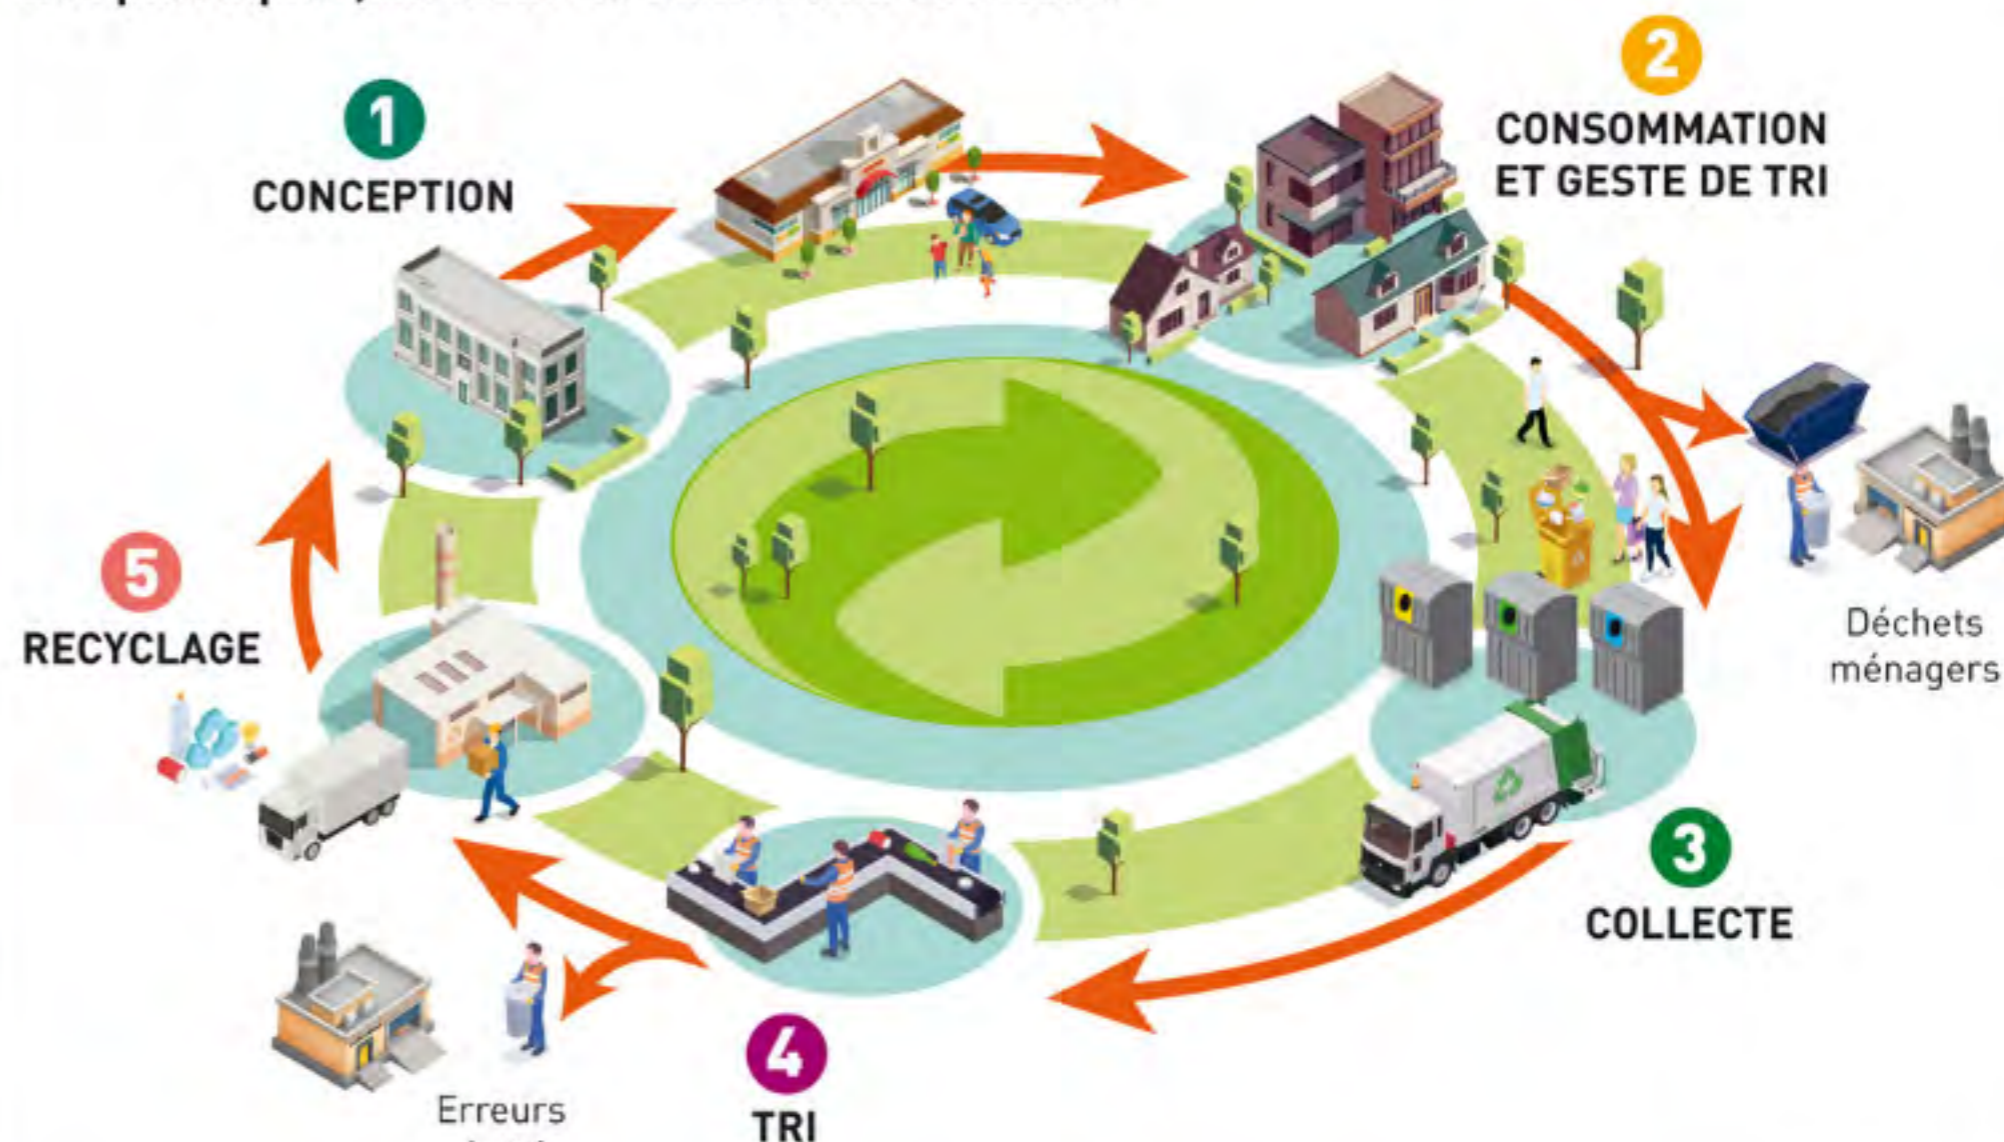 1
CONCEPTION
2
CONSOMMATION
ET GESTE DE TRI
Déchets
ménagers
3
COLLECTE
4
TRI
5
RECYCLAGE
Erreurs